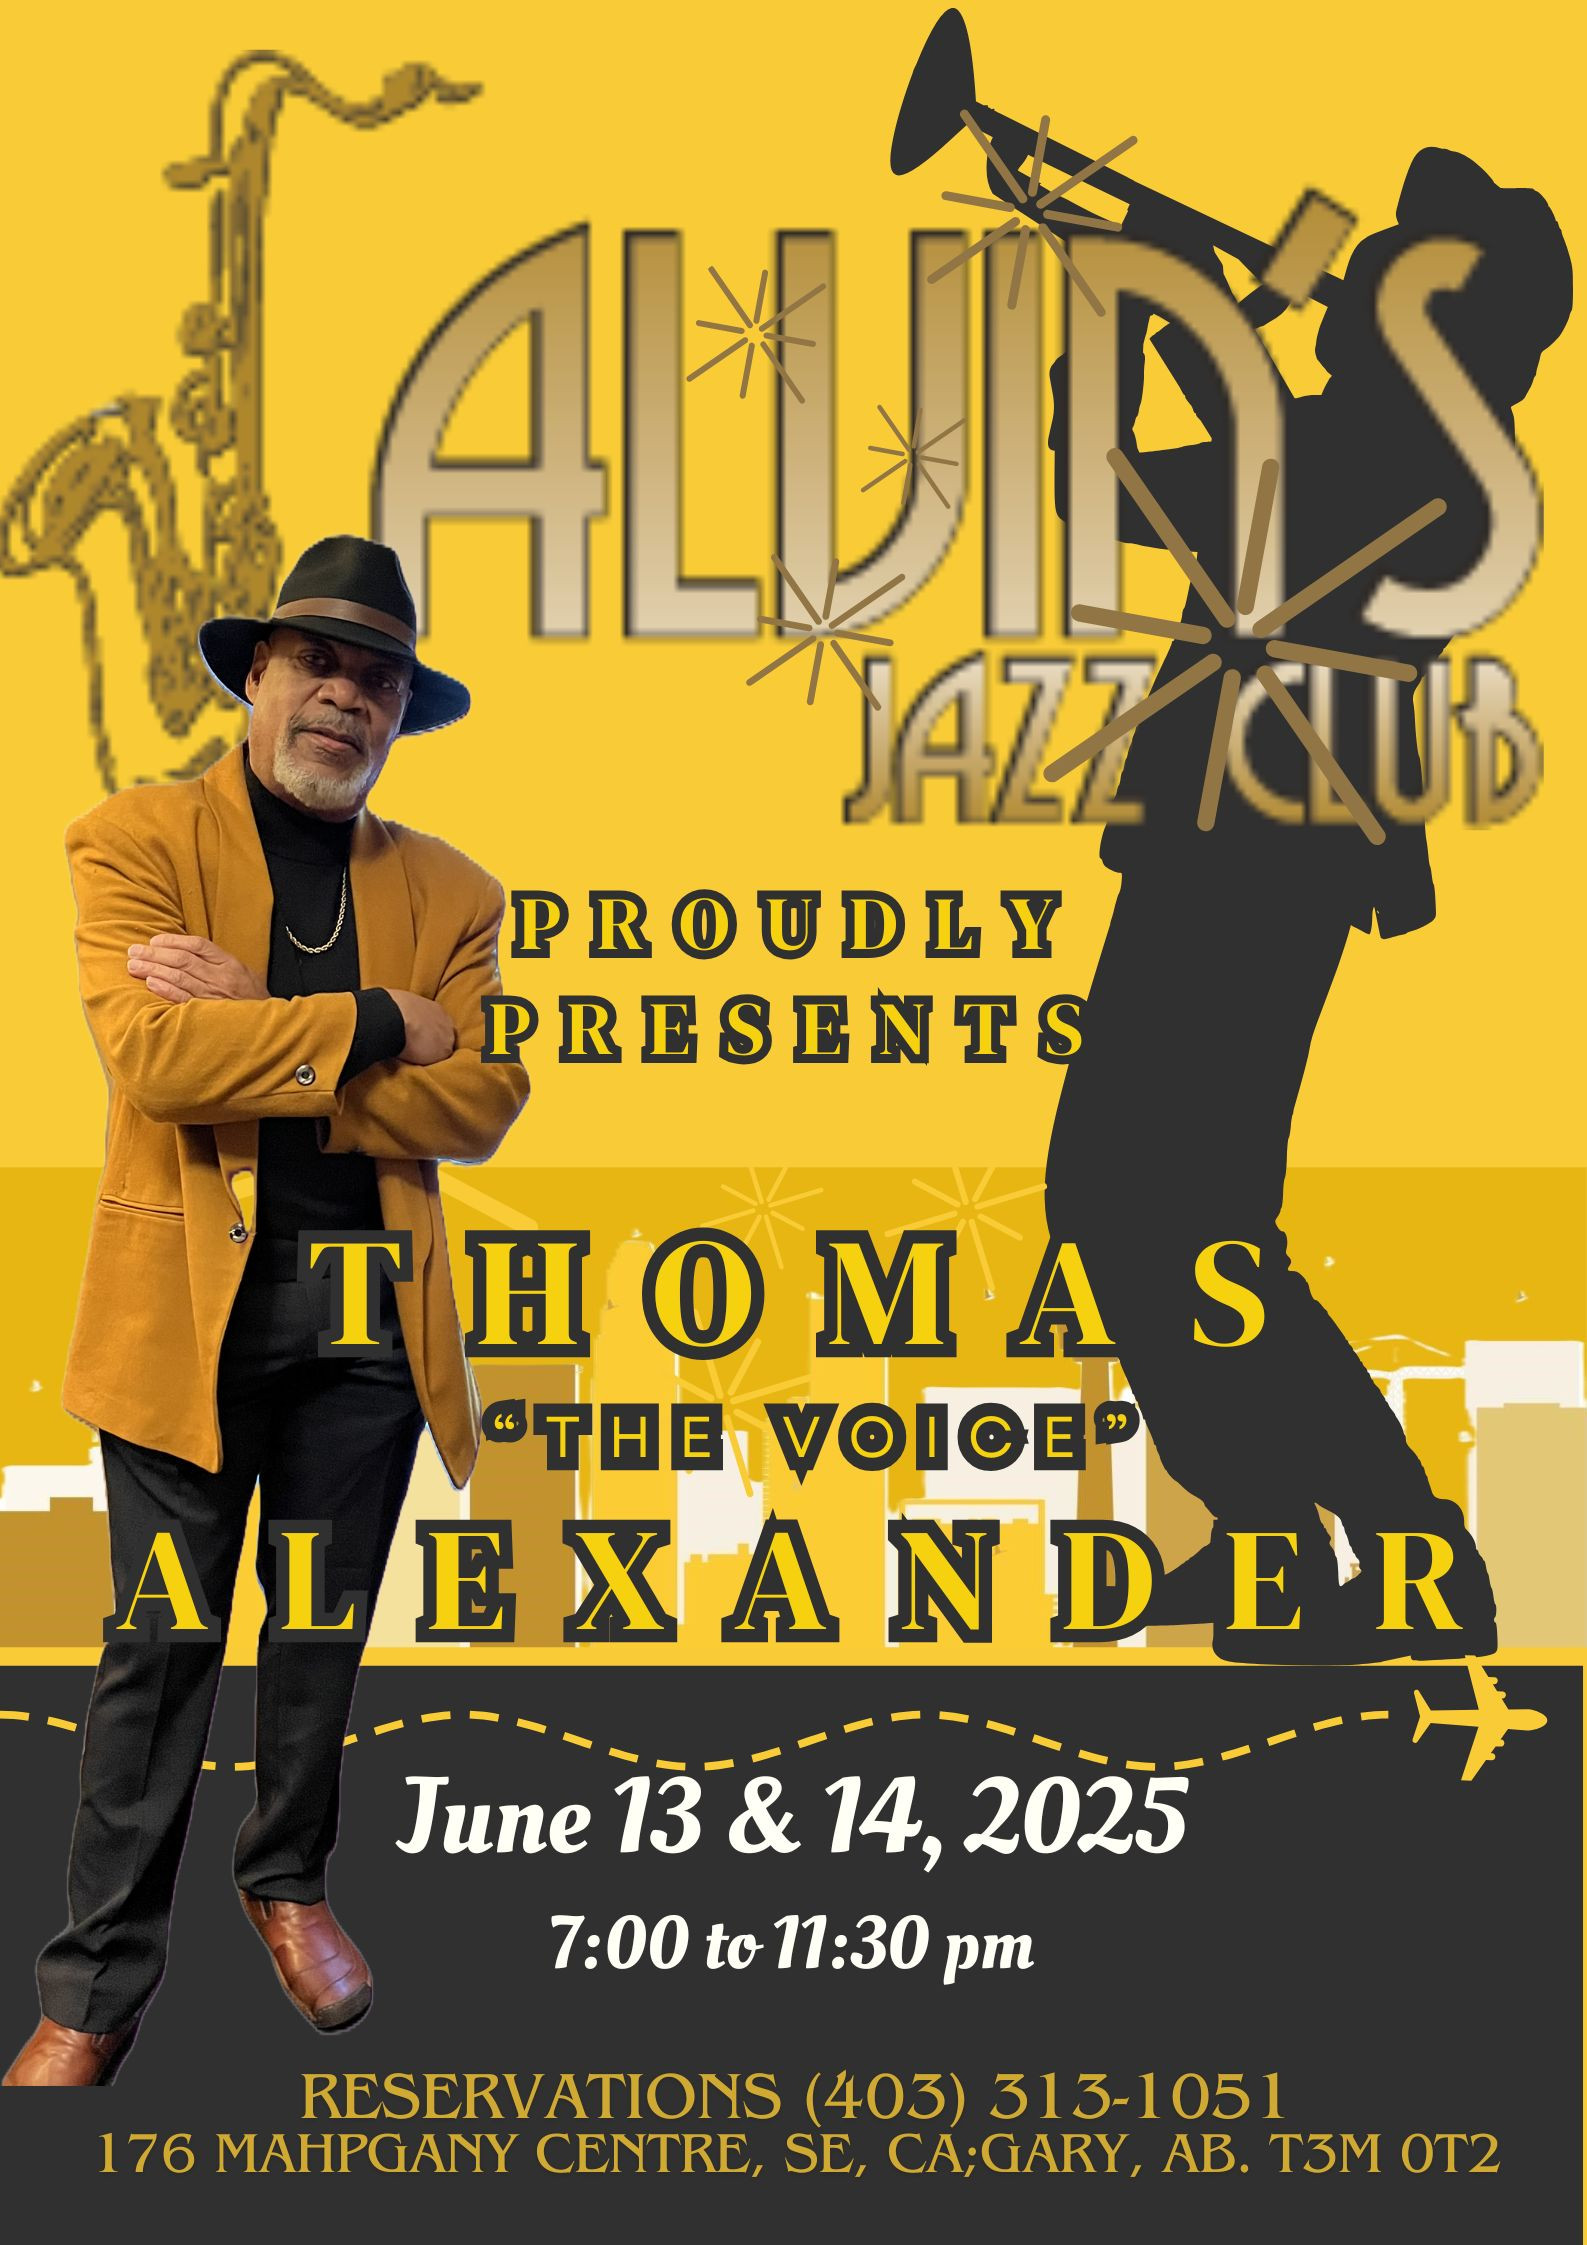 ALVIN'S
JAZZ CLUB
PROUDLY
PRESENTS
THOMAS
“THE VOICE”
ALEXANDER
June 13 & 14, 2025
7:00 to 11:30 pm
RESERVATIONS (403) 313-1051
176 MAHPGANY CENTRE, SE, CA;GARY, AB. T3M 0T2